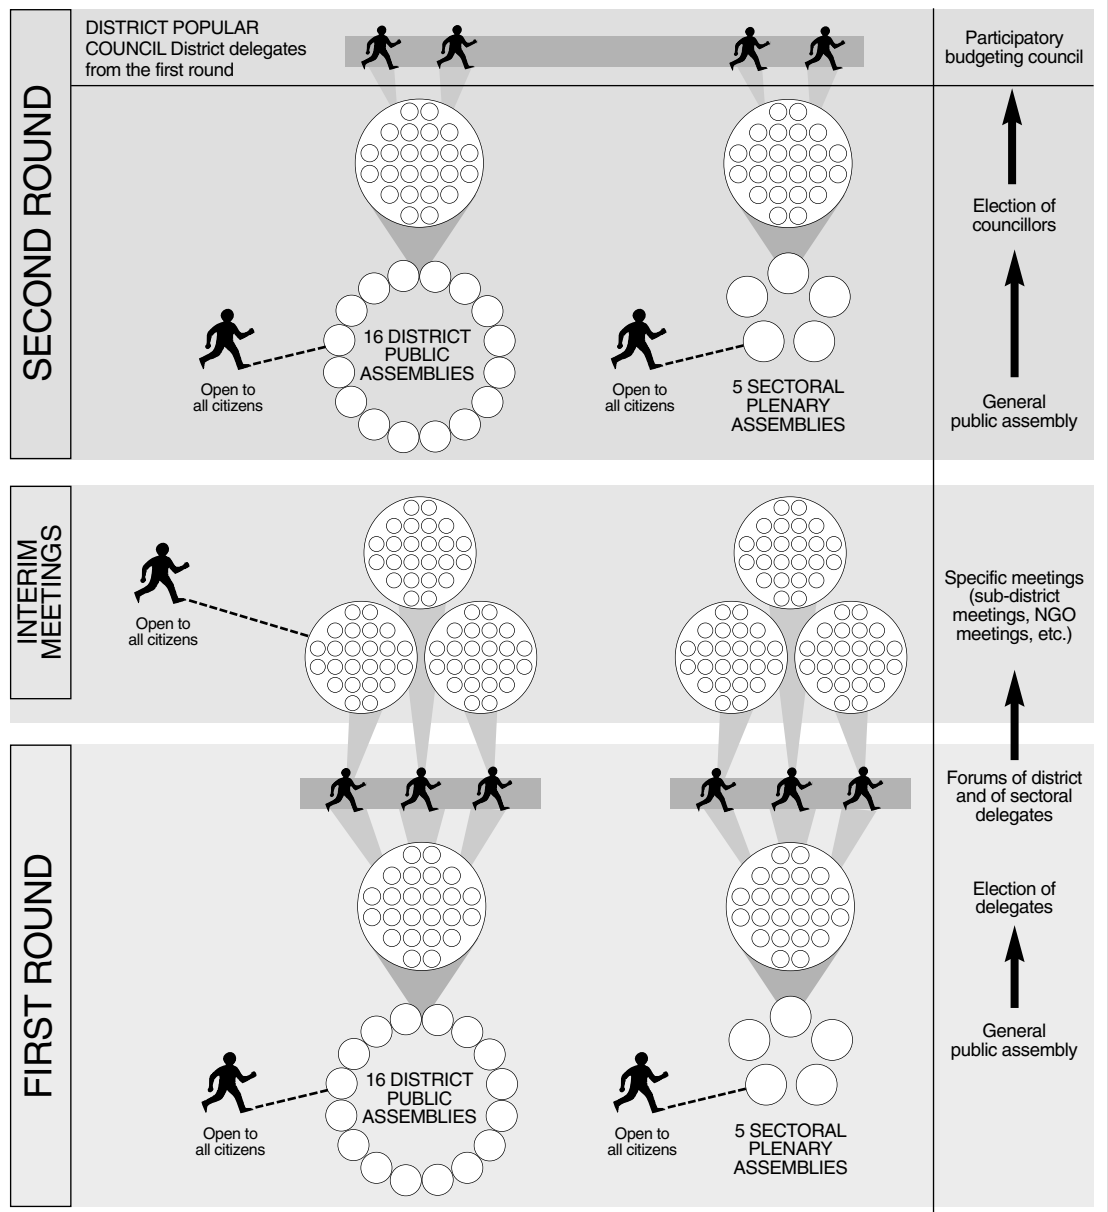 DISTRICT POPULAR
COUNCIL District delegates
from the first round
Participatory
budgeting council
SECOND ROUND
Election of
councillors
16 DISTRICT
PUBLIC
ASSEMBLIES
Open to
all citizens
Open to
all citizens
5 SECTORAL
PLENARY
ASSEMBLIES
General
public assembly
INTERIM
MEETINGS
Open to
all citizens
Specific meetings
(sub-district
meetings, NGO
meetings, etc.)
FIRST ROUND
Forums of district
and of sectoral
delegates
Election of
delegates
General
public assembly
16 DISTRICT
PUBLIC
ASSEMBLIES
Open to
all citizens
Open to
all citizens
5 SECTORAL
PLENARY
ASSEMBLIES